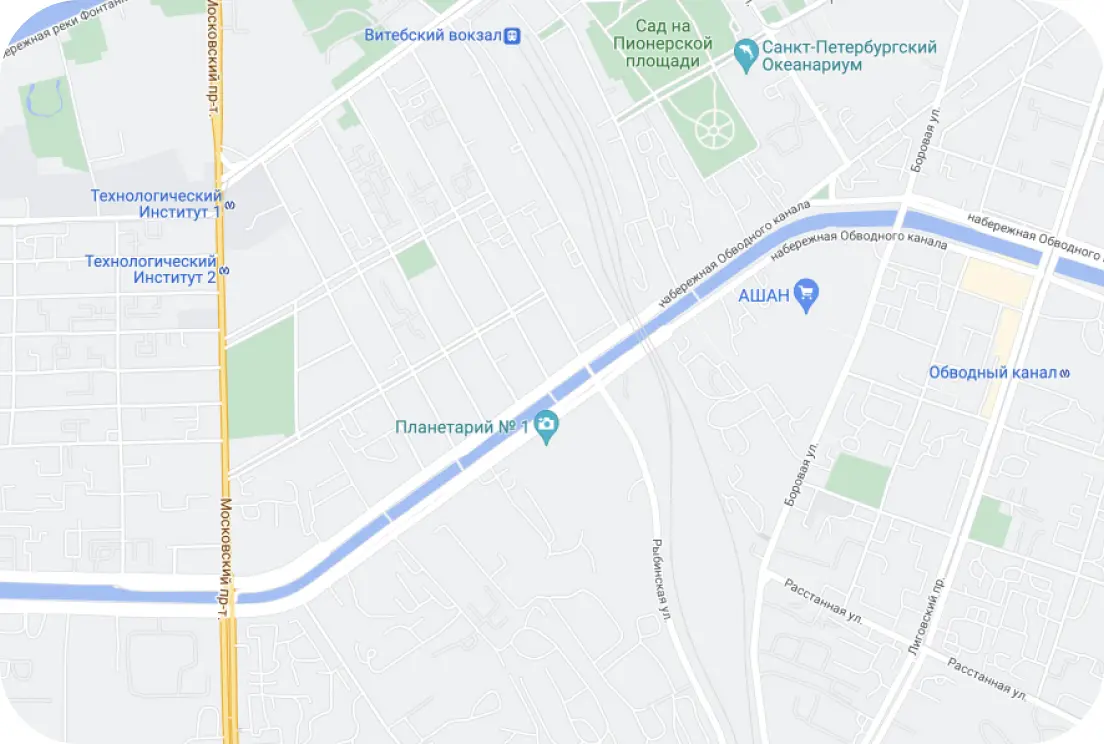 Набережная реки Фонтанки
Московский пр-т.
Витебский вокзал
Сад на
Пионерской
площади
Санкт-Петербургский
Океанариум
Боровая ул.
Технологический
Институт 1
набережная Обводного канала
набережная Обводного канала
набережная Обводного
Технологический
Институт 2
АШАН
Обводный канал
Планетарий № 1
Боровая ул.
Московский пр-т.
Рыбинская ул.
Расстанная ул.
Лиговский пр.
Расстанная ул.